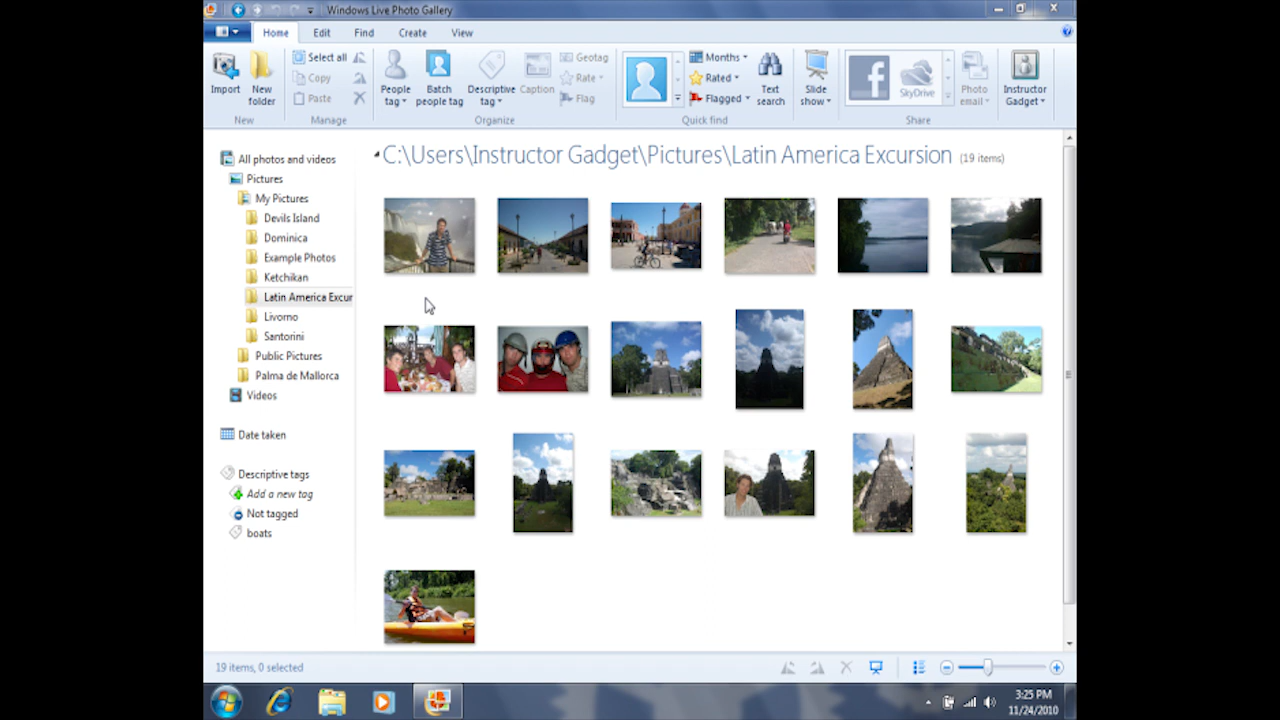 Windows Live Photo Gallery
Home Edit Find Create View
Import
New folder
New
Select all
Copy
Paste
Manage
People tag
Batch people tag
Descriptive tag
Caption
Geotag
Rate
Flag
Organize
Months
Rated
Flagged
Text search
Quick find
Slide show
f
SkyDrive
Photo email
Share
Instructor Gadget
C:\Users\Instructor Gadget\Pictures\Latin America Excursion (19 items)
All photos and videos
Pictures
My Pictures
Devils Island
Dominica
Example Photos
Ketchikan
Latin America Excur
Livorno
Santorini
Public Pictures
Palma de Mallorca
Videos
Date taken
Descriptive tags
Add a new tag
Not tagged
boats
19 items, 0 selected
3:25 PM
11/24/2010